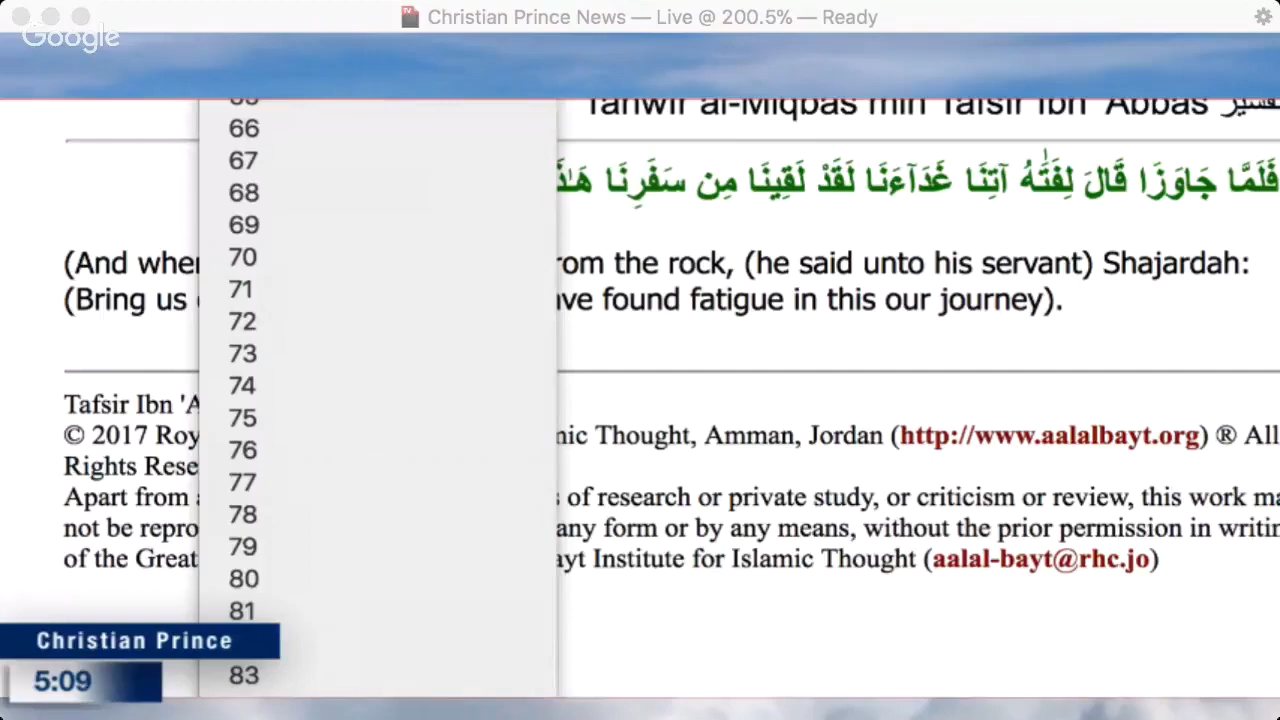 Christian Prince News — Live @ 200.5% — Ready
Google
Tanwîr al-Miqbâs min Tafsîr Ibn 'Abbâs تفسير
فَلَمَّا جَاوَزَا قَالَ لِفَتَٰهُ آتِنَا غَدَآءَنَا لَقَدْ لَقِينَا مِن سَفَرِنَا هَـٰذَ
(And when rom the rock, (he said unto his servant) Shajardah:
(Bring us ave found fatigue in this our journey).
Tafsir Ibn 'A
© 2017 Roy mic Thought, Amman, Jordan (http://www.aalalbayt.org) ® All
Rights Rese
Apart from s of research or private study, or criticism or review, this work ma
not be repro any form or by any means, without the prior permission in writin
of the Great ayt Institute for Islamic Thought (aalal-bayt@rhc.jo)
65
66
67
68
69
70
71
72
73
74
75
76
77
78
79
80
81
83
Christian Prince
5:09